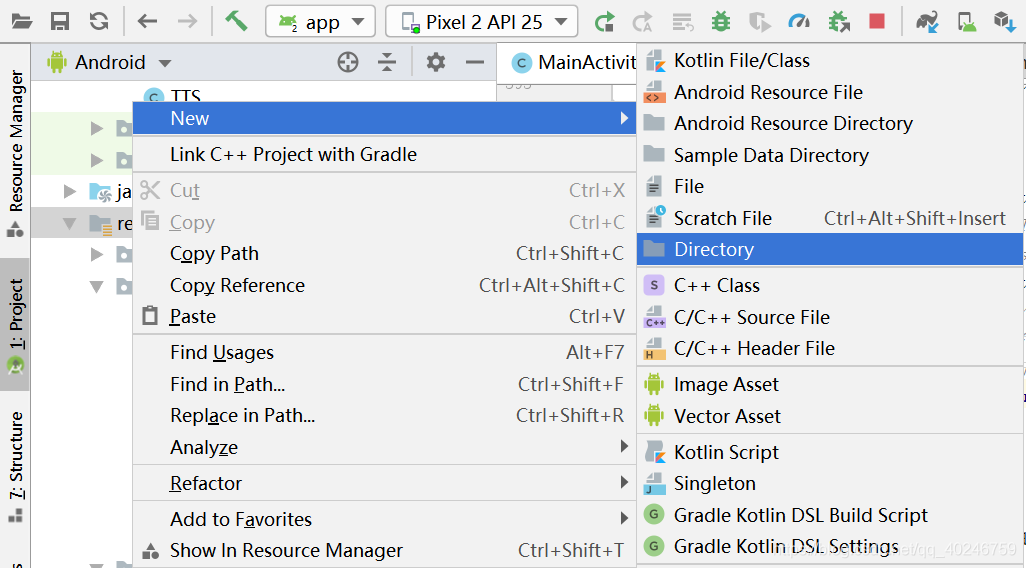 app
Pixel 2 API 25
Android
MainActivit
TTS
ja
re
Resource Manager
1: Project
7: Structure
New
Link C++ Project with Gradle
Cut Ctrl+X
Copy Ctrl+C
Copy Path Ctrl+Shift+C
Copy Reference Ctrl+Alt+Shift+C
Paste Ctrl+V
Find Usages Alt+F7
Find in Path... Ctrl+Shift+F
Replace in Path... Ctrl+Shift+R
Analyze
Refactor
Add to Favorites
Show In Resource Manager Ctrl+Shift+T
Kotlin File/Class
Android Resource File
Android Resource Directory
Sample Data Directory
File
Scratch File Ctrl+Alt+Shift+Insert
Directory
C++ Class
C/C++ Source File
C/C++ Header File
Image Asset
Vector Asset
Kotlin Script
Singleton
Gradle Kotlin DSL Build Script
Gradle Kotlin DSL Settings